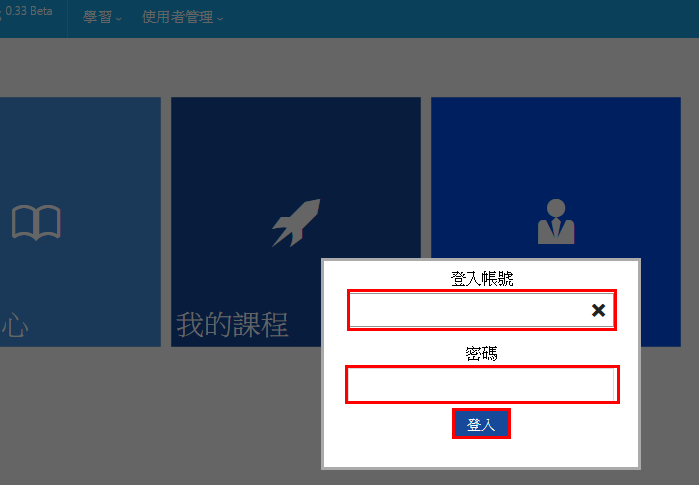 0.33 Beta
學習
使用者管理
心
我的課程
登入帳號
密碼
登入